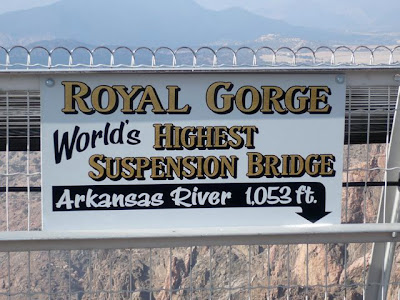 ROYAL GORGE
World's HIGHEST
SUSPENSION BRIDGE
Arkansas River 1,053 ft.